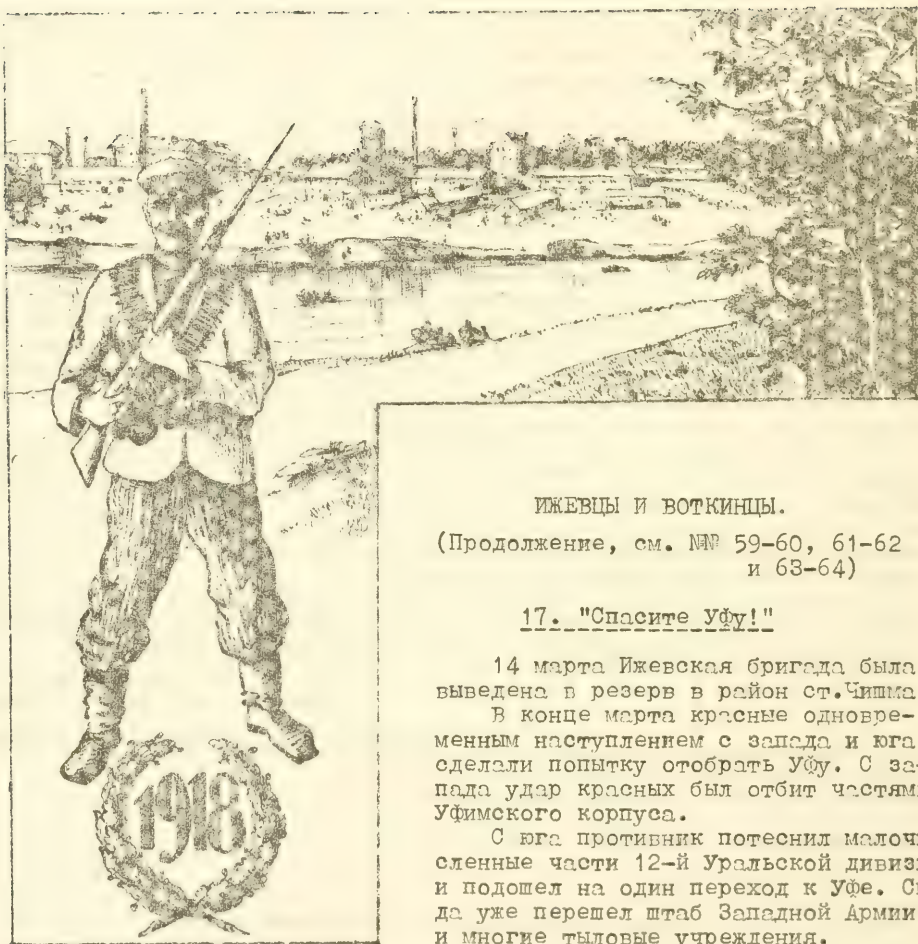 1918
ИЖЕВЦЫ И ВОТКИНЦЫ.
(Продолжение, см. №№ 59-60, 61-62
и 63-64)
17. "Спасите Уфу!"
14 марта Ижевская бригада была
выведена в резерв в район ст.Чишма
В конце марта красные одновре-
менным наступлением с запада и юга
сделали попытку отобрать Уфу. С за-
пада удар красных был отбит частям
Уфимского корпуса.
С юга противник потеснил малочи
сленные части 12-й Уральской дивиз
и подошел на один переход к Уфе. С
да уже перешел штаб Западной Армии
и многие тыловые учреждения.